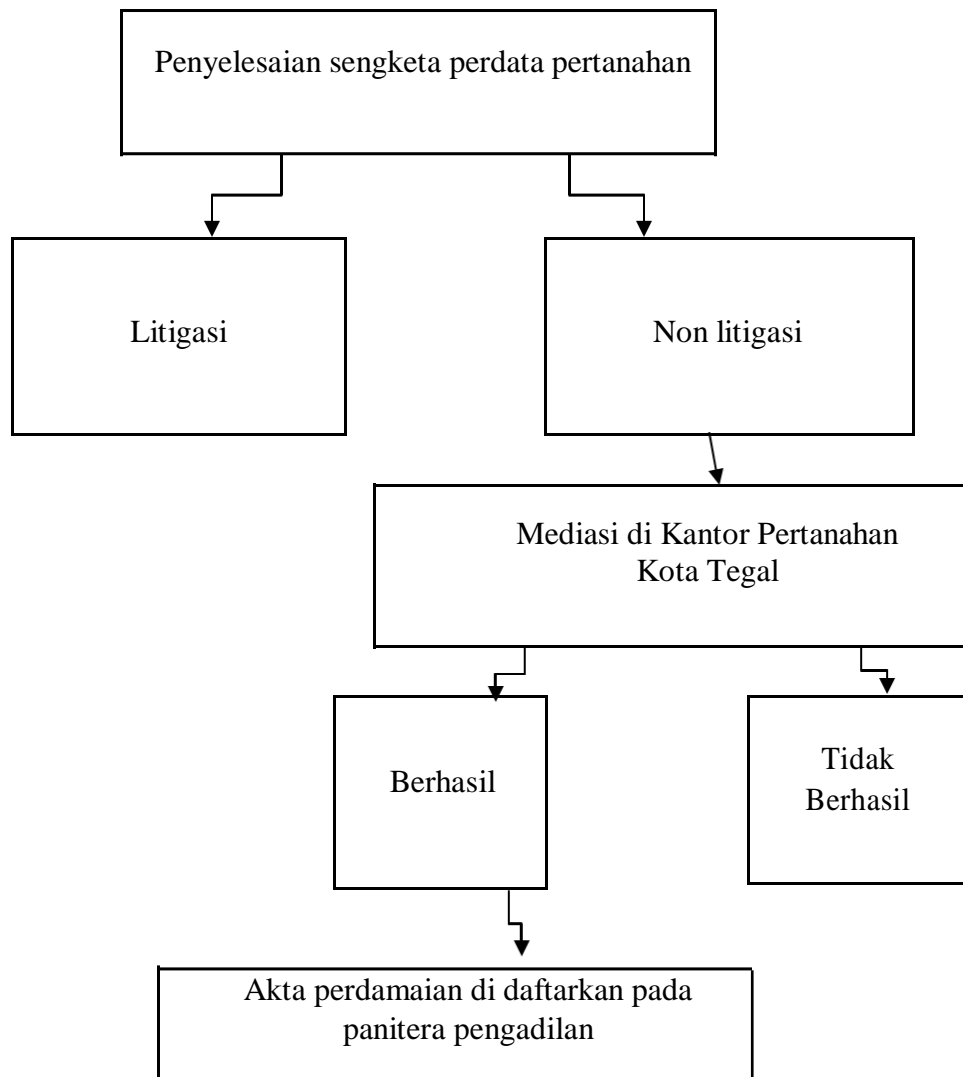 Penyelesaian sengketa perdata pertanahan
Litigasi
Non litigasi
Mediasi di Kantor Pertanahan
Kota Tegal
Berhasil
Tidak
Berhasil
Akta perdamaian di daftarkan pada
panitera pengadilan